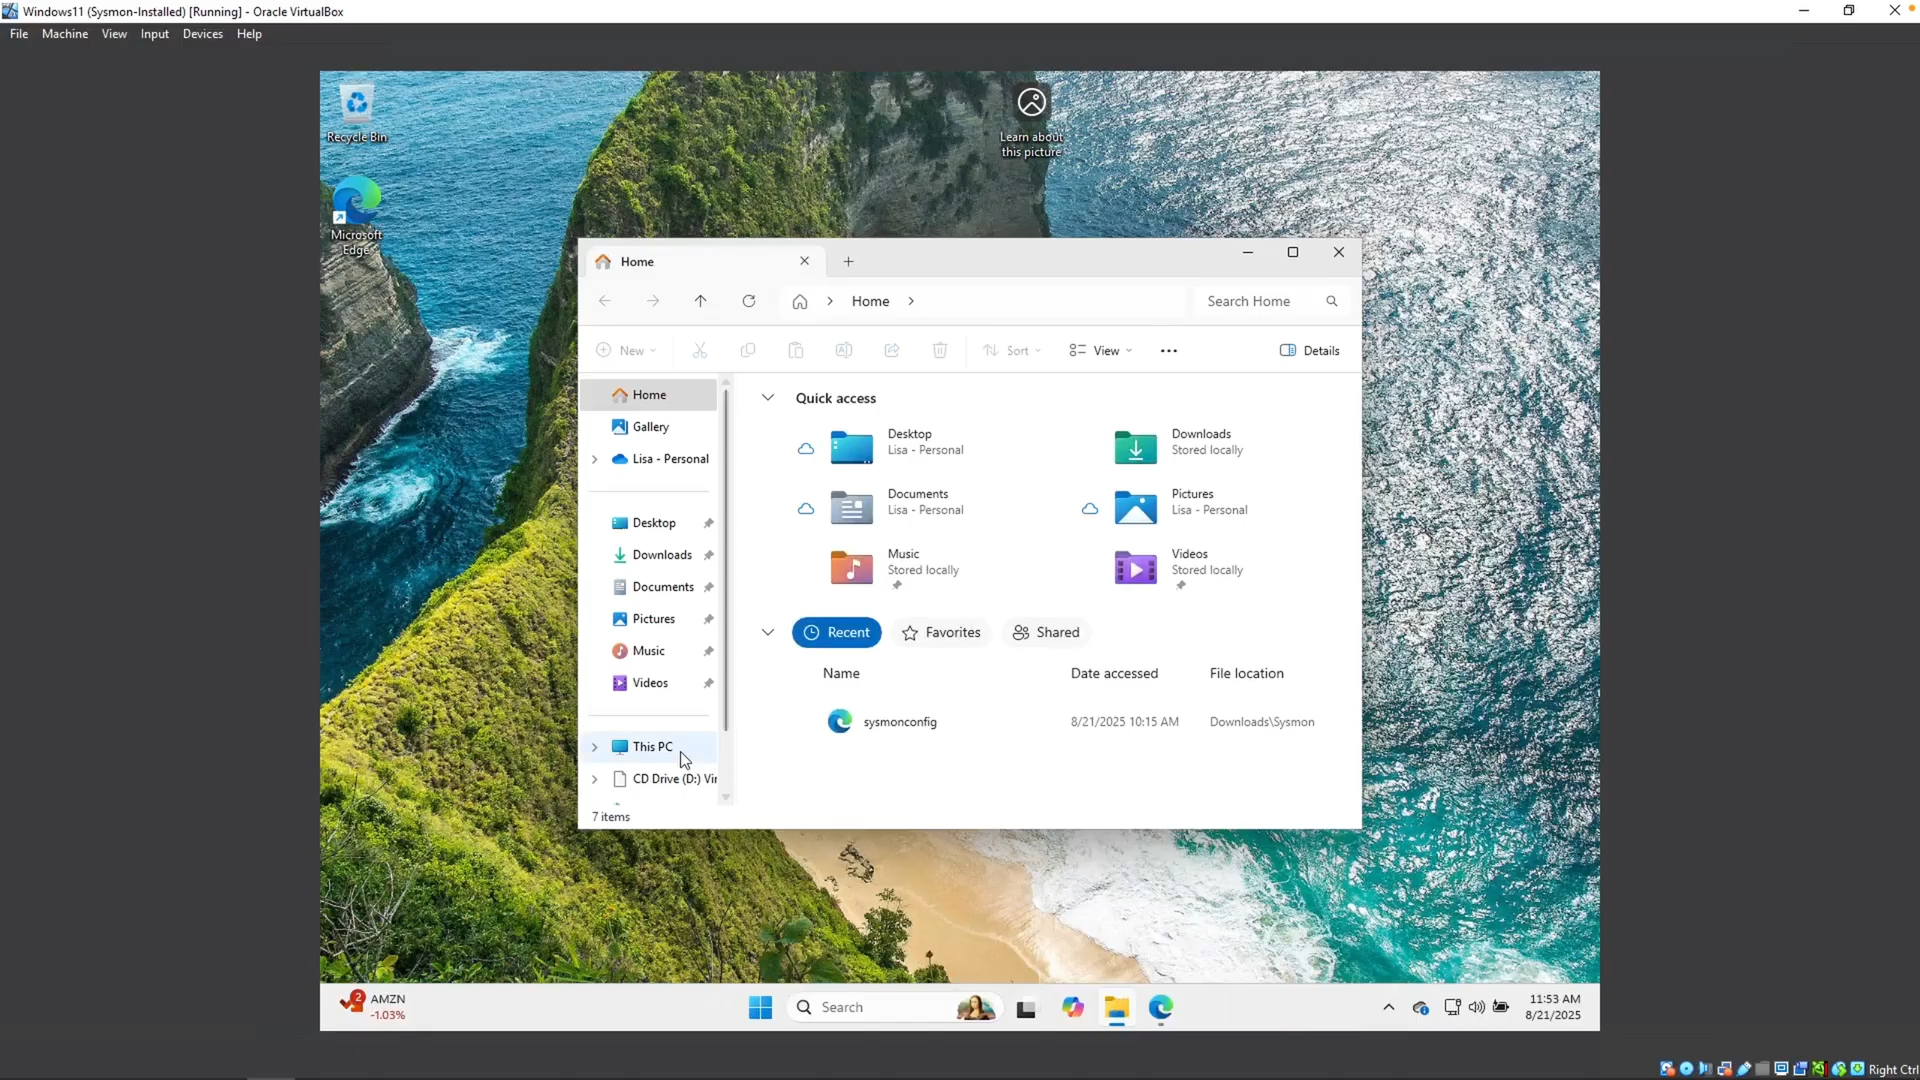 Windows11 (Sysmon-Installed) [Running] - Oracle VirtualBox
File Machine View Input Devices Help
Recycle Bin
Learn about
this picture
Microsoft
Edge
Home
Home
Search Home
New
Sort
View
Details
Home
Gallery
Lisa - Personal
Desktop
Downloads
Documents
Pictures
Music
Videos
This PC
CD Drive (D:) Vir
Quick access
Desktop
Lisa - Personal
Downloads
Stored locally
Documents
Lisa - Personal
Pictures
Lisa - Personal
Music
Stored locally
Videos
Stored locally
Recent Favorites Shared
Name Date accessed File location
sysmonconfig 8/21/2025 10:15 AM Downloads\Sysmon
7 items
2
AMZN
-1.03%
Search
11:53 AM
8/21/2025
Right Ctrl